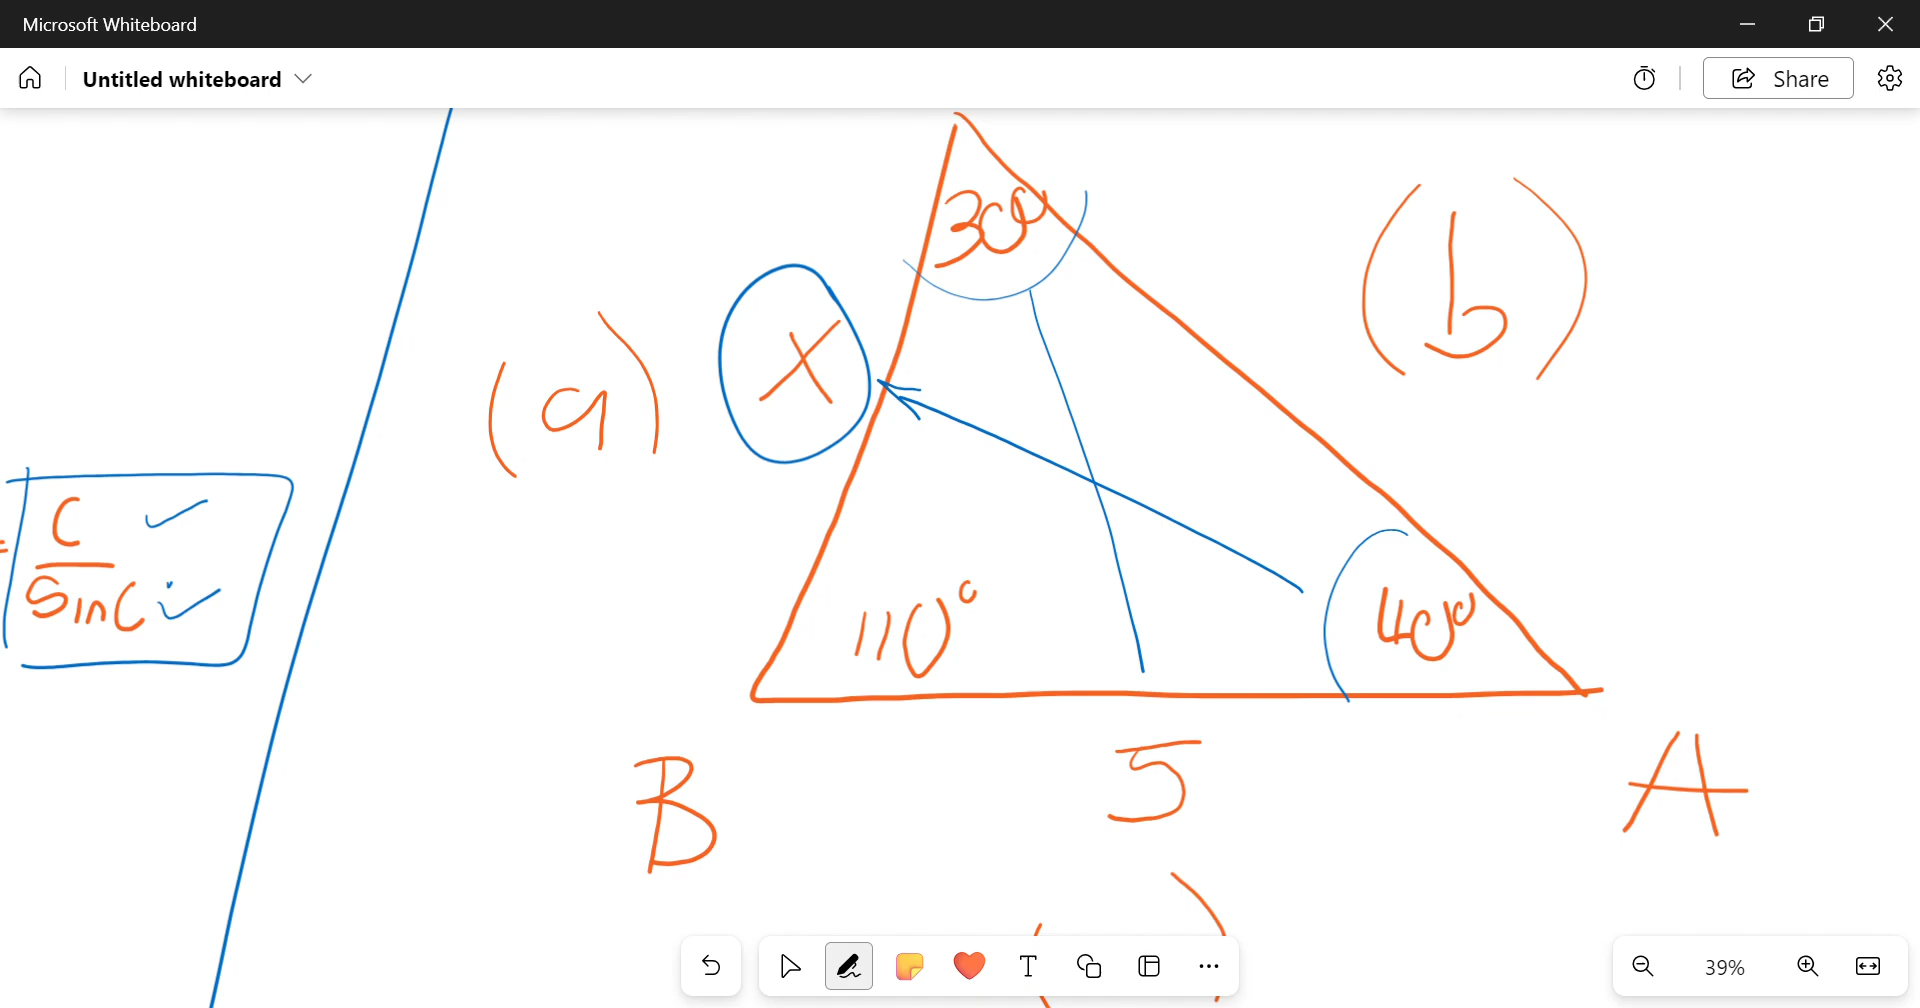 Microsoft Whiteboard
Untitled whiteboard
Share
30°
(b)
(a)
X
= C
Sin C
110°
40°
B
5
A
T
39%